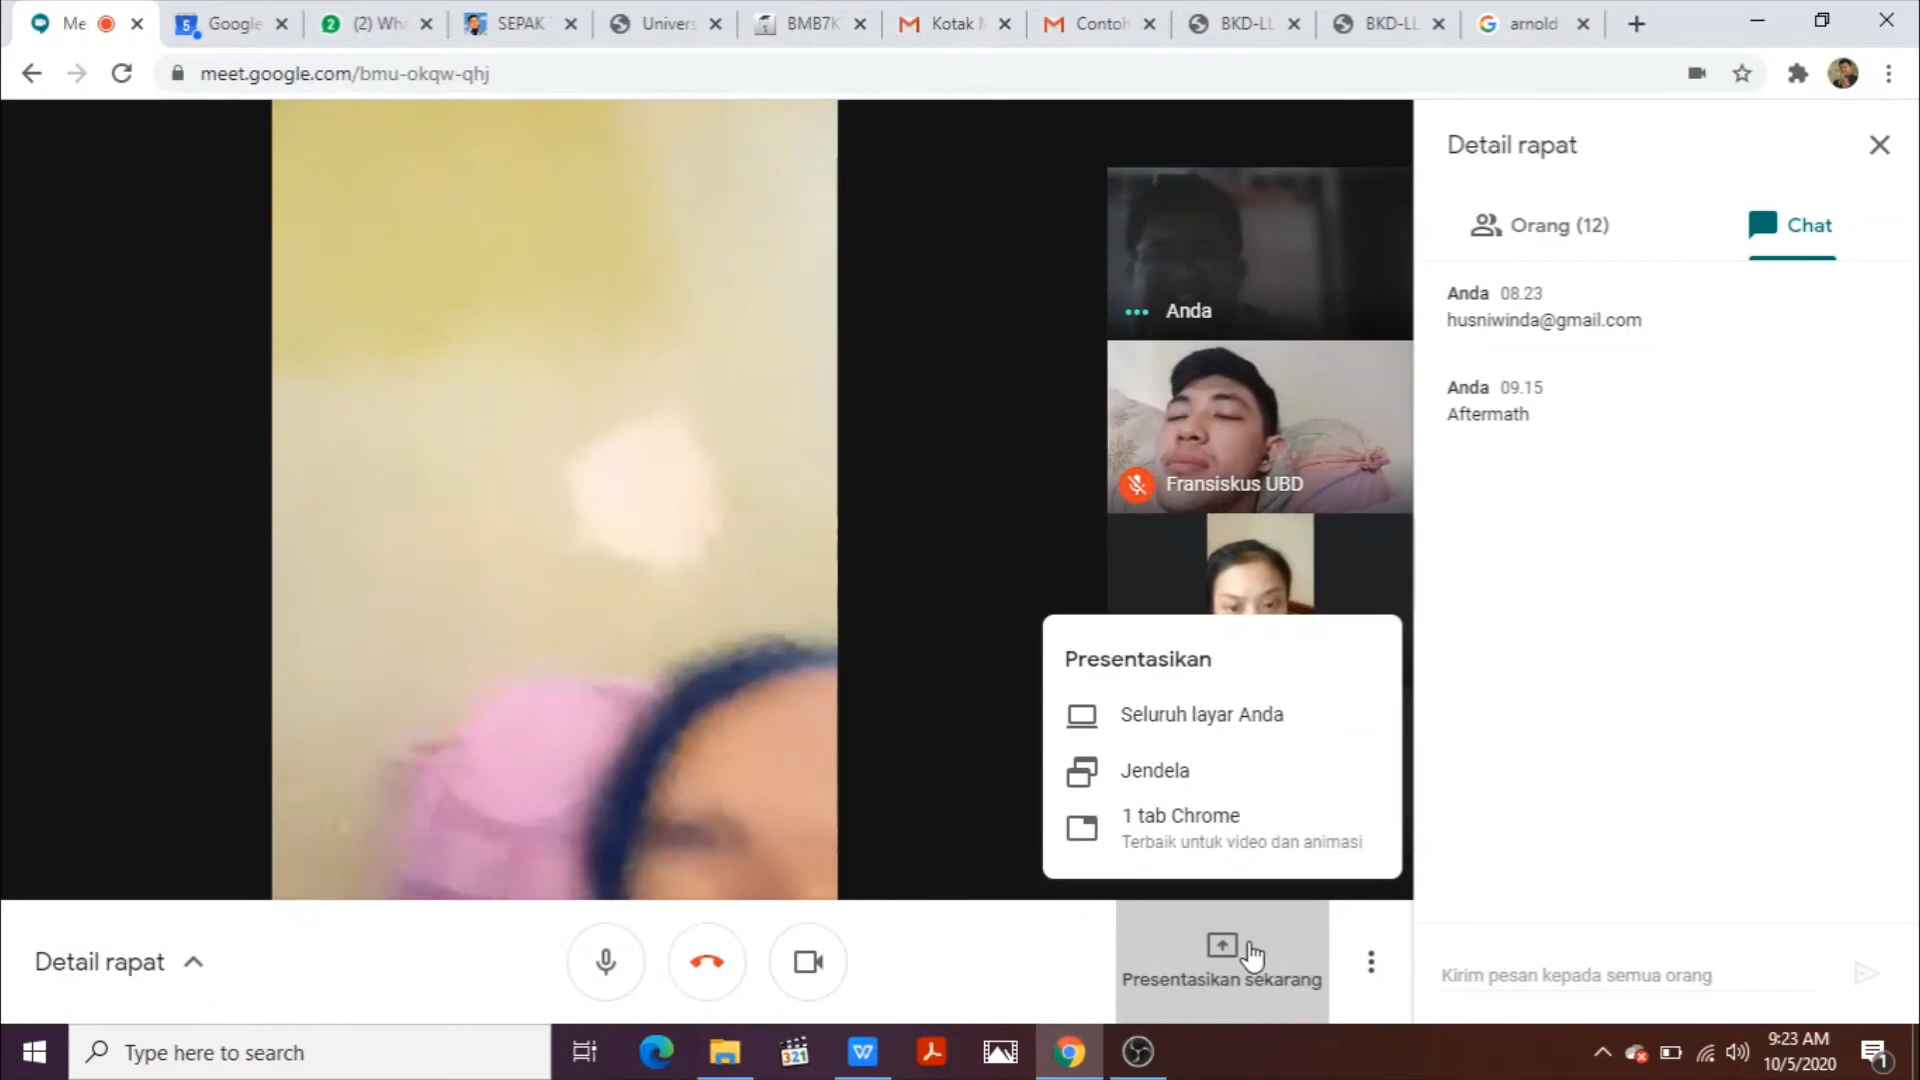 Me
Google
(2) Wha
SEPAK
Univers
BMB7K
Kotak M
Contoh
BKD-LL
BKD-LL
arnold
meet.google.com/bmu-okqw-qhj
Detail rapat
Orang (12)
Chat
Anda 08.23
husniwinda@gmail.com
Anda 09.15
Aftermath
Anda
Fransiskus UBD
Presentasikan
Seluruh layar Anda
Jendela
1 tab Chrome
Terbaik untuk video dan animasi
Detail rapat
Presentasikan sekarang
Kirim pesan kepada semua orang
Type here to search
321
9:23 AM
10/5/2020
1